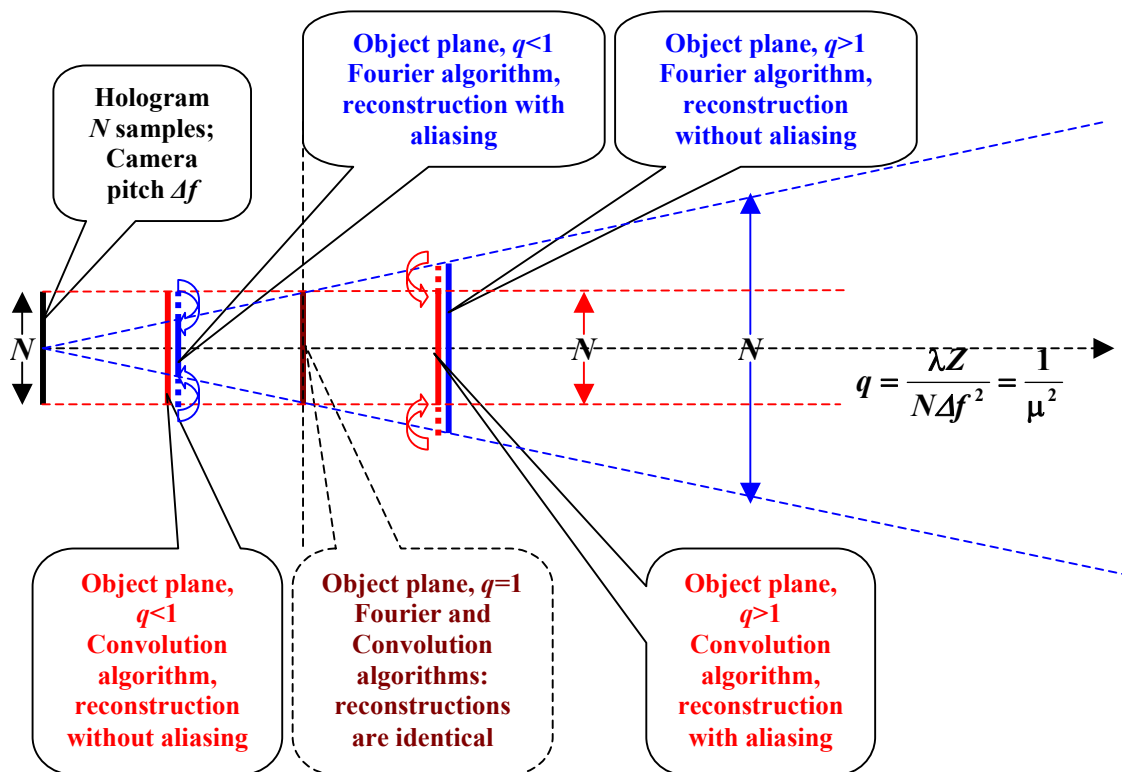 Hologram
N samples;
Camera
pitch Δf
Object plane, q<1
Fourier algorithm,
reconstruction with
aliasing
Object plane, q>1
Fourier algorithm,
reconstruction
without aliasing
N
N
N
q = λZ / NΔf² = 1 / μ²
Object plane,
q<1
Convolution
algorithm,
reconstruction
without aliasing
Object plane, q=1
Fourier and
Convolution
algorithms:
reconstructions
are identical
Object plane,
q>1
Convolution
algorithm,
reconstruction
with aliasing